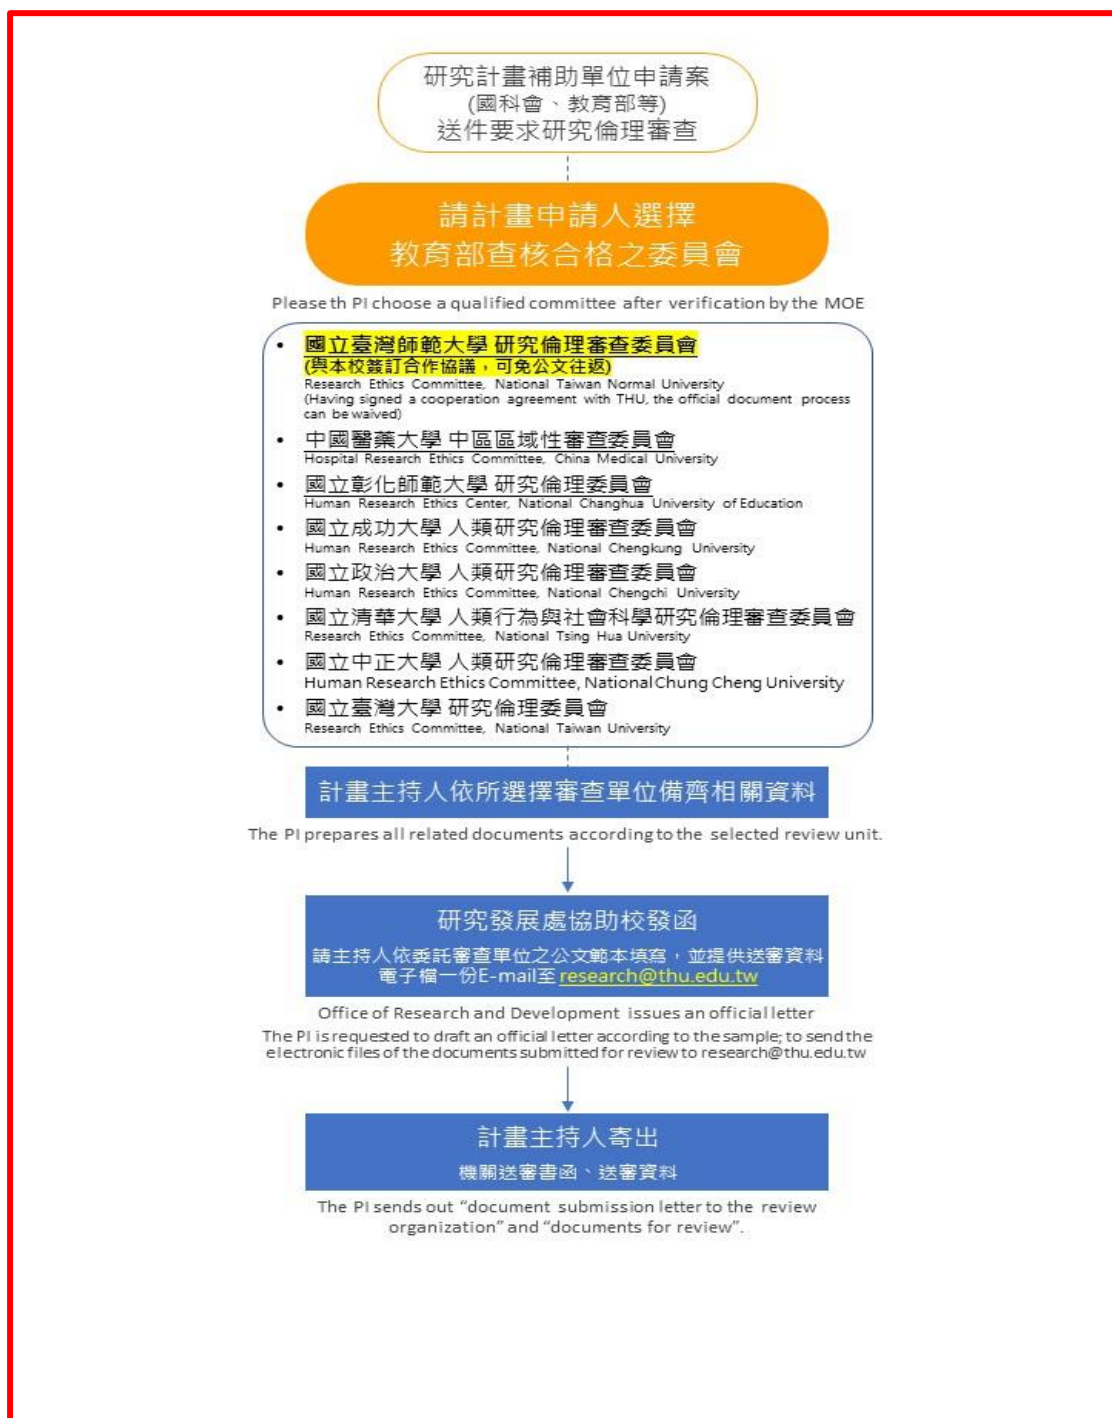 研究計畫補助單位申請案
(國科會、教育部等)
送件要求研究倫理審查
請計畫申請人選擇
教育部查核合格之委員會
Please th PI choose a qualified committee after verification by the MOE
• 國立臺灣師範大學 研究倫理審查委員會
(與本校簽訂合作協議，可免公文往返)
Research Ethics Committee, National Taiwan Normal University
(Having signed a cooperation agreement with THU, the official document process
can be waived)
• 中國醫藥大學 中區區域性審查委員會
Hospital Research Ethics Committee, China Medical University
• 國立彰化師範大學 研究倫理委員會
Human Research Ethics Center, National Changhua University of Education
• 國立成功大學 人類研究倫理審查委員會
Human Research Ethics Committee, National Chengkung University
• 國立政治大學 人類研究倫理審查委員會
Human Research Ethics Committee, National Chengchi University
• 國立清華大學 人類行為與社會科學研究倫理審查委員會
Research Ethics Committee, National Tsing Hua University
• 國立中正大學 人類研究倫理審查委員會
Human Research Ethics Committee, National Chung Cheng University
• 國立臺灣大學 研究倫理委員會
Research Ethics Committee, National Taiwan University
計畫主持人依所選擇審查單位備齊相關資料
The PI prepares all related documents according to the selected review unit.
研究發展處協助校發函
請主持人依委託審查單位之公文範本填寫，並提供送審資料
電子檔一份E-mail至 research@thu.edu.tw
Office of Research and Development issues an official letter
The PI is requested to draft an official letter according to the sample; to send the
electronic files of the documents submitted for review to research@thu.edu.tw
計畫主持人寄出
機關送審書函、送審資料
The PI sends out “document submission letter to the review
organization” and “documents for review”.